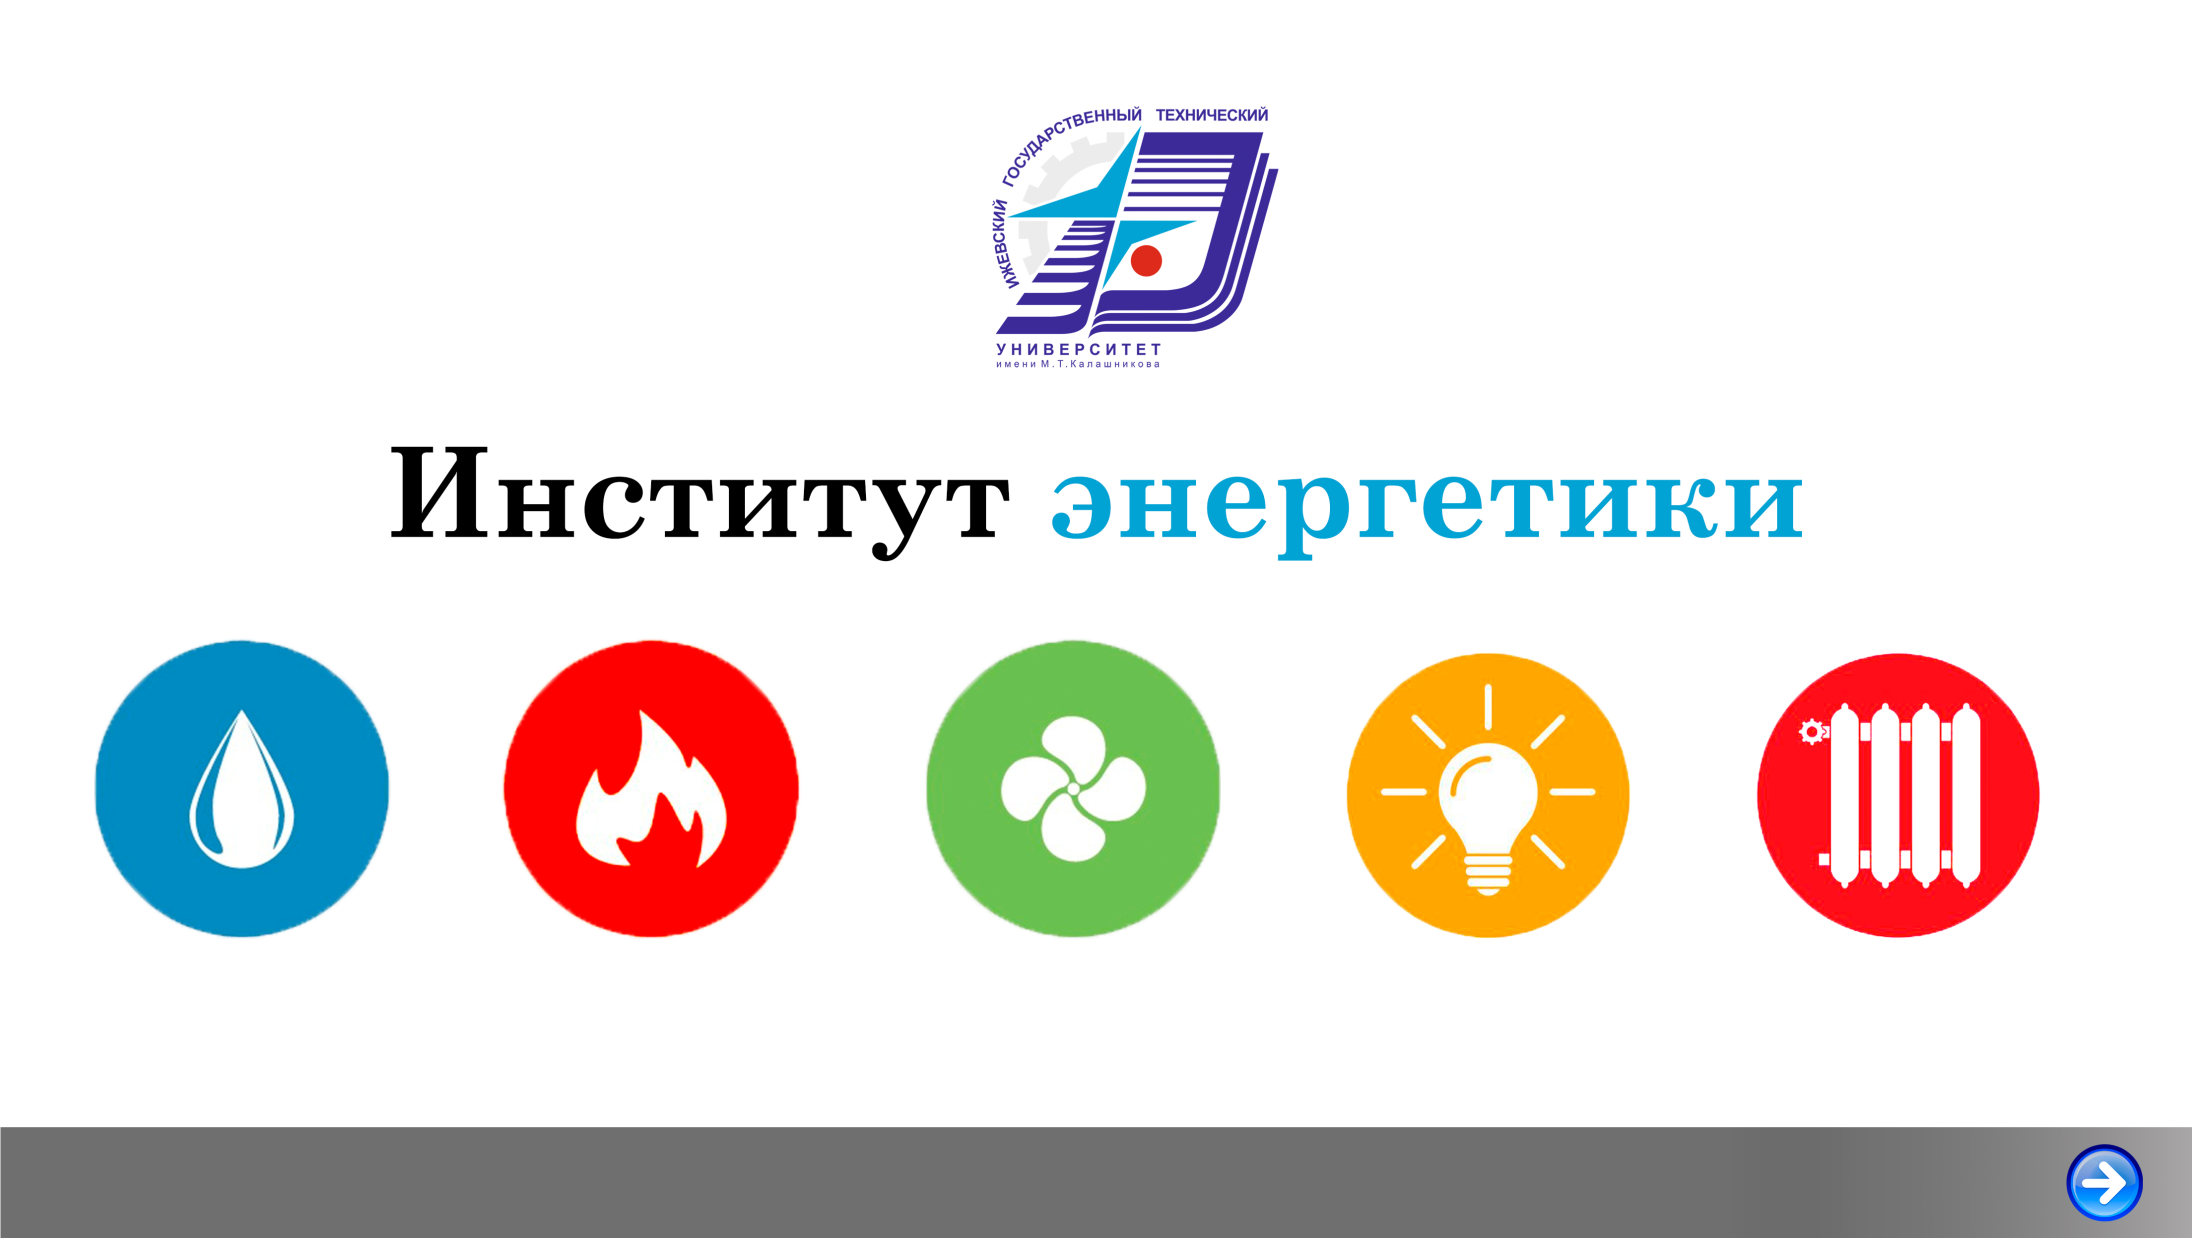 ИЖЕВСКИЙ ГОСУДАРСТВЕННЫЙ ТЕХНИЧЕСКИЙ
УНИВЕРСИТЕТ
имени М.Т.Калашникова
Институт энергетики